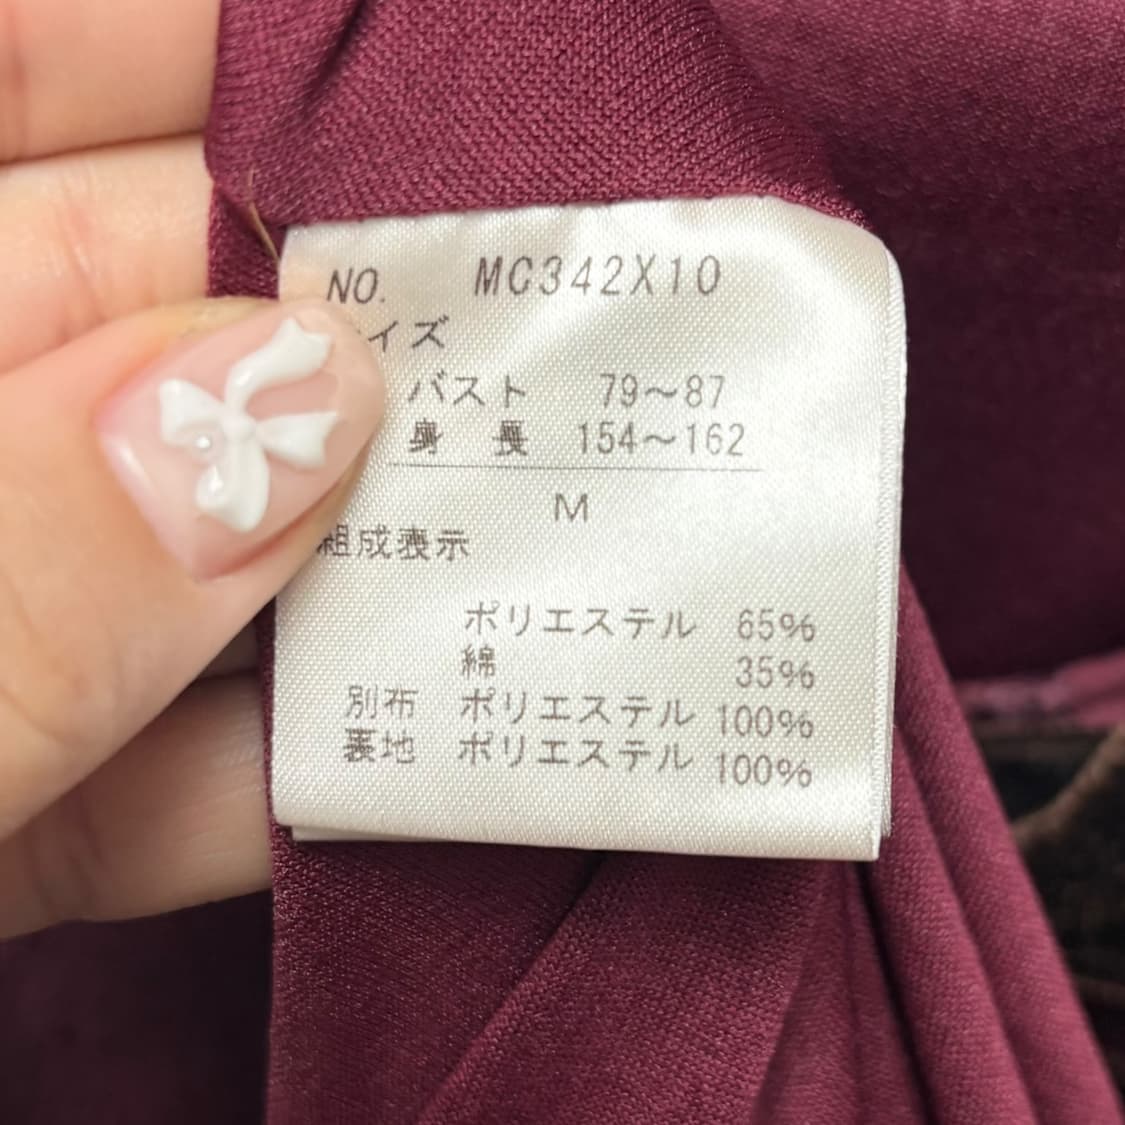 NO. MC342X10
サイズ
バスト 79～87
身長 154～162
M
組成表示
ポリエステル 65%
綿 35%
別布 ポリエステル 100%
裏地 ポリエステル 100%